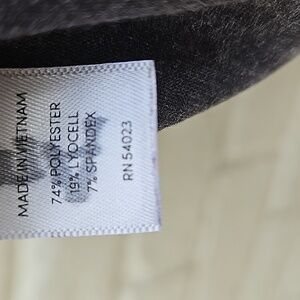 MADE IN VIETNAM
74% POLYESTER
19% LYOCELL
7% SPANDEX
RN 54023